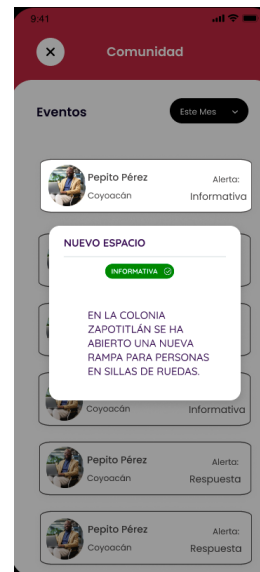 9:41
Comunidad
Eventos
Este Mes
Pepito Pérez
Alerta:
Coyoacán
Informativa
NUEVO ESPACIO
INFORMATIVA
EN LA COLONIA
ZAPOTITLÁN SE HA
ABIERTO UNA NUEVA
RAMPA PARA PERSONAS
EN SILLAS DE RUEDAS.
Coyoacán
Informativa
Pepito Pérez
Alerta:
Coyoacán
Respuesta
Pepito Pérez
Alerta:
Coyoacán
Respuesta